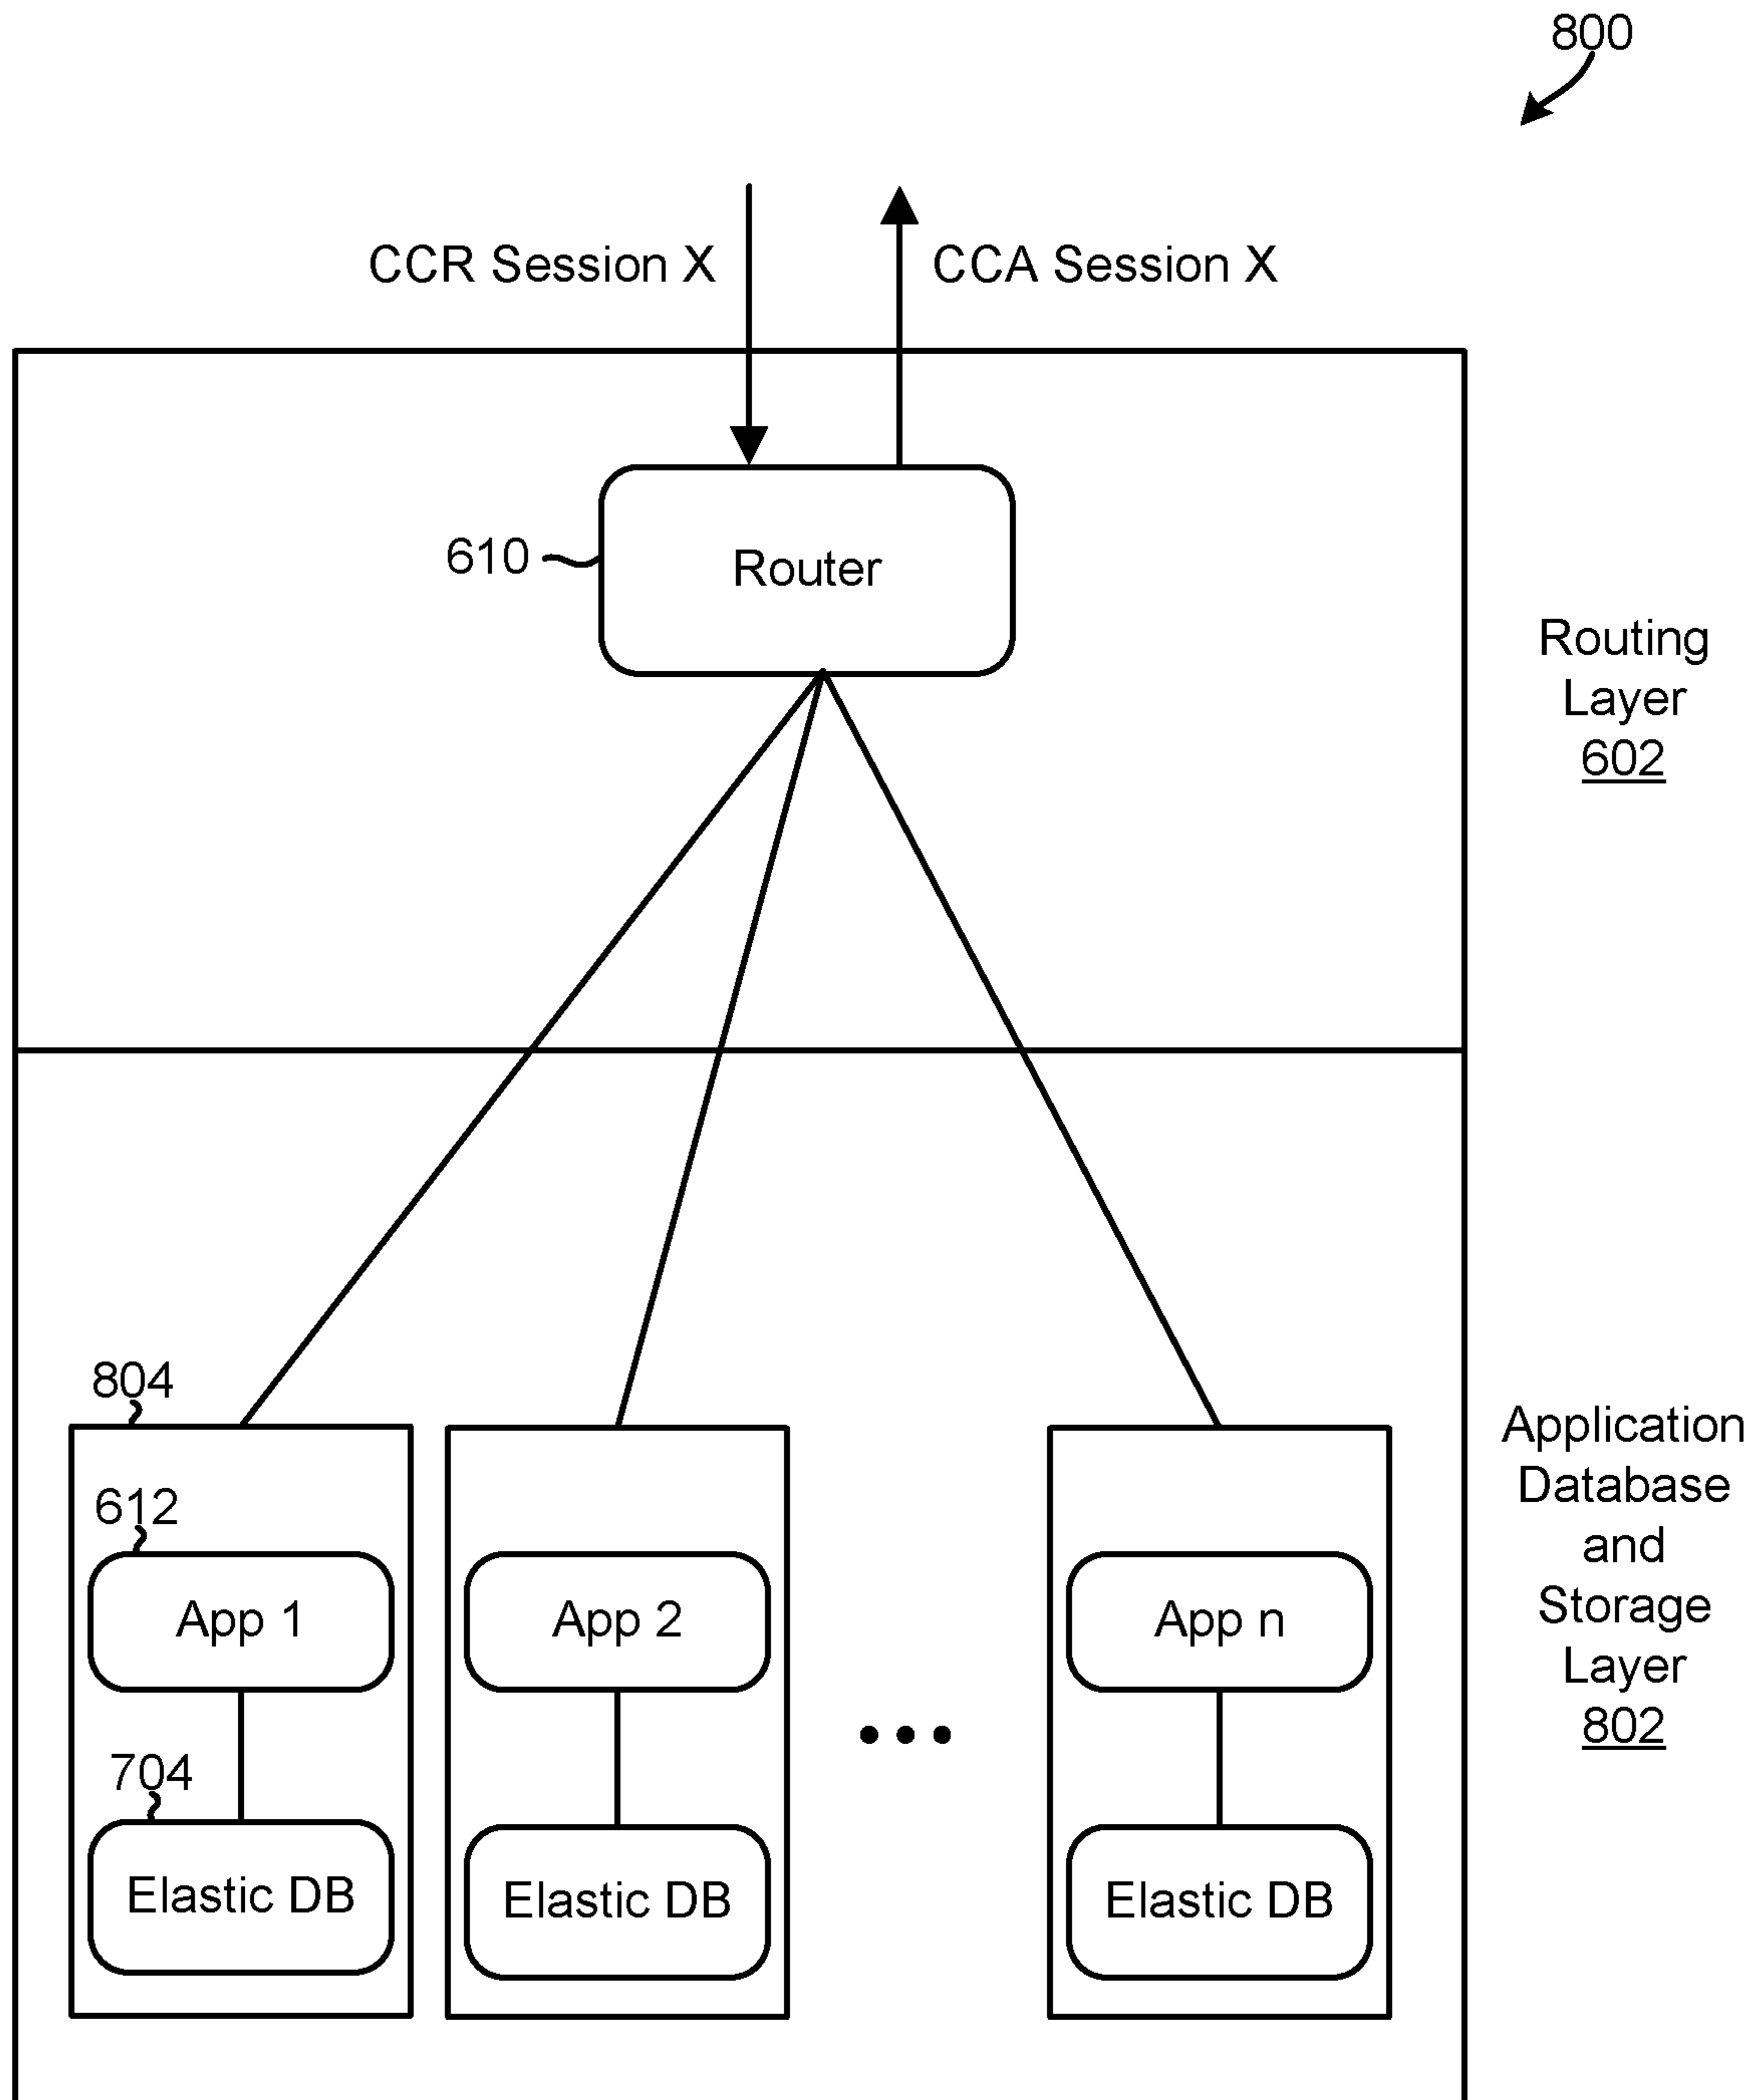 800
CCR Session X
CCA Session X
610
Router
Routing
Layer
602
804
612
App 1
App 2
App n
Application
Database
and
Storage
Layer
802
704
Elastic DB
Elastic DB
Elastic DB